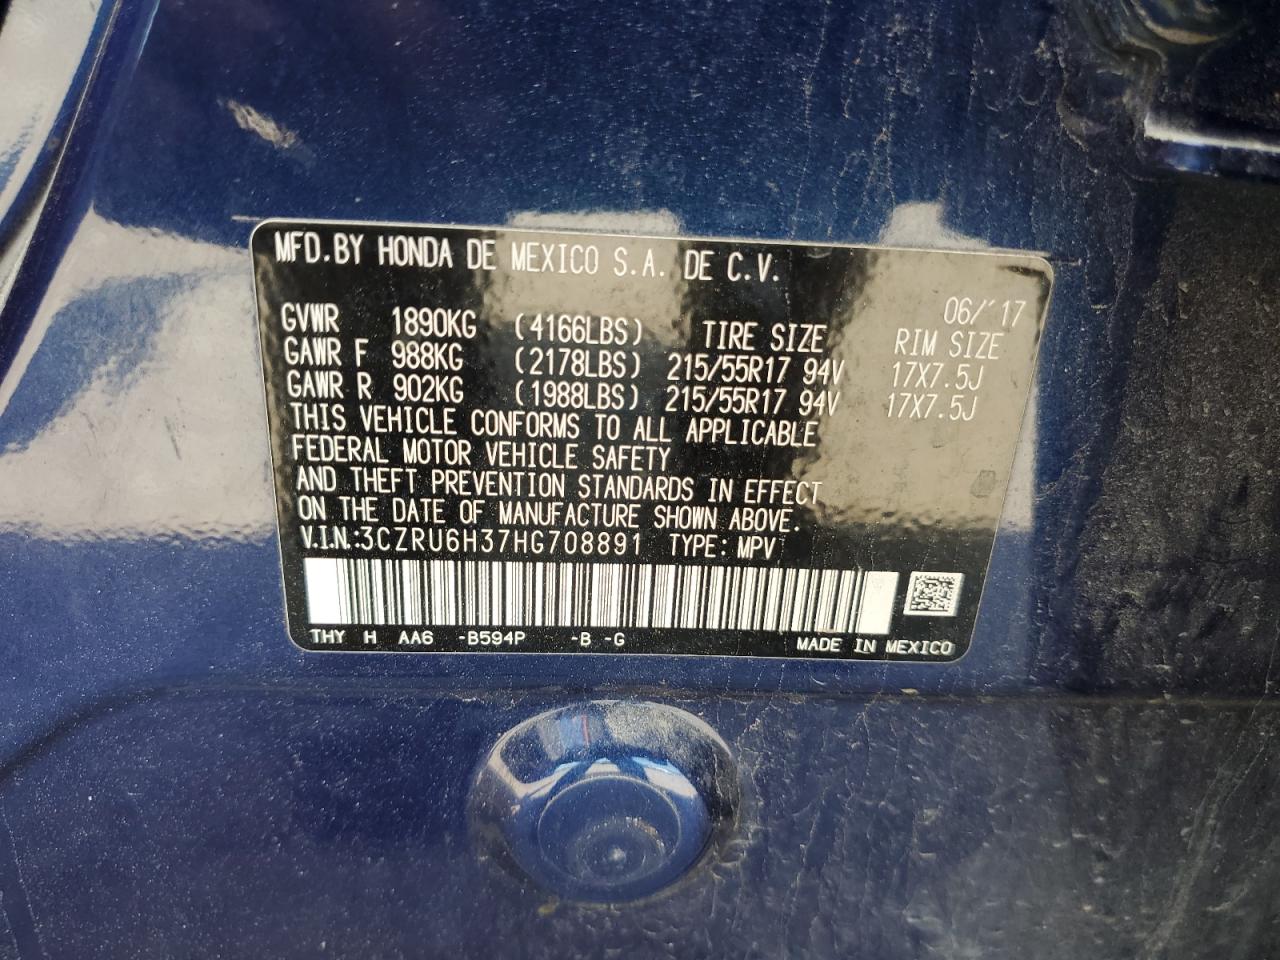 MFD.BY HONDA DE MEXICO S.A. DE C.V.
06/'17
GVWR 1890KG (4166LBS) TIRE SIZE RIM SIZE
GAWR F 988KG (2178LBS) 215/55R17 94V 17X7.5J
GAWR R 902KG (1988LBS) 215/55R17 94V 17X7.5J
THIS VEHICLE CONFORMS TO ALL APPLICABLE
FEDERAL MOTOR VEHICLE SAFETY
AND THEFT PREVENTION STANDARDS IN EFFECT
ON THE DATE OF MANUFACTURE SHOWN ABOVE.
V.I.N.:3CZRU6H37HG708891 TYPE: MPV
THY H AA6 -B594P -B -G MADE IN MEXICO